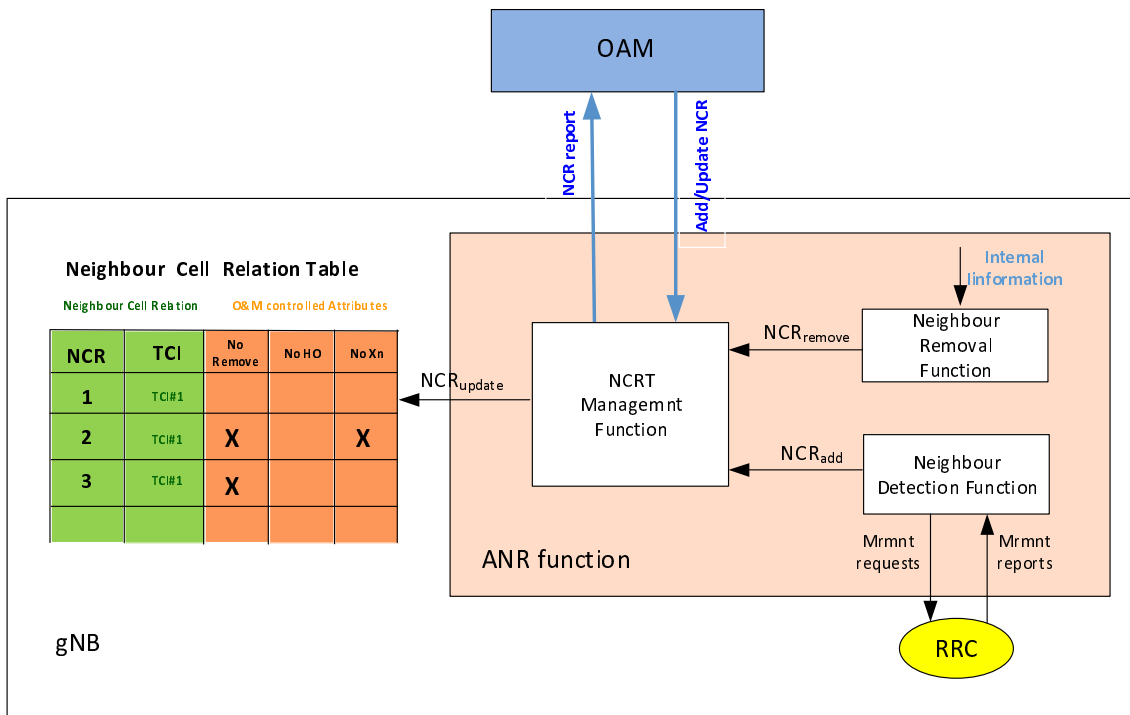 OAM
NCR report
Add/Update NCR
Neighbour Cell Relation Table
Neighbour Cell Relation
O&M controlled Attributes
NCR
TCI
No
Remove
No HO
No Xn
1
TCI#1
2
TCI#1
X
X
3
TCI#1
X
NCRupdate
NCRT
Managemnt
Function
NCRremove
NCRadd
Internal
Iinformation
Neighbour
Removal
Function
Neighbour
Detection Function
Mrmnt
requests
Mrmnt
reports
ANR function
RRC
gNB